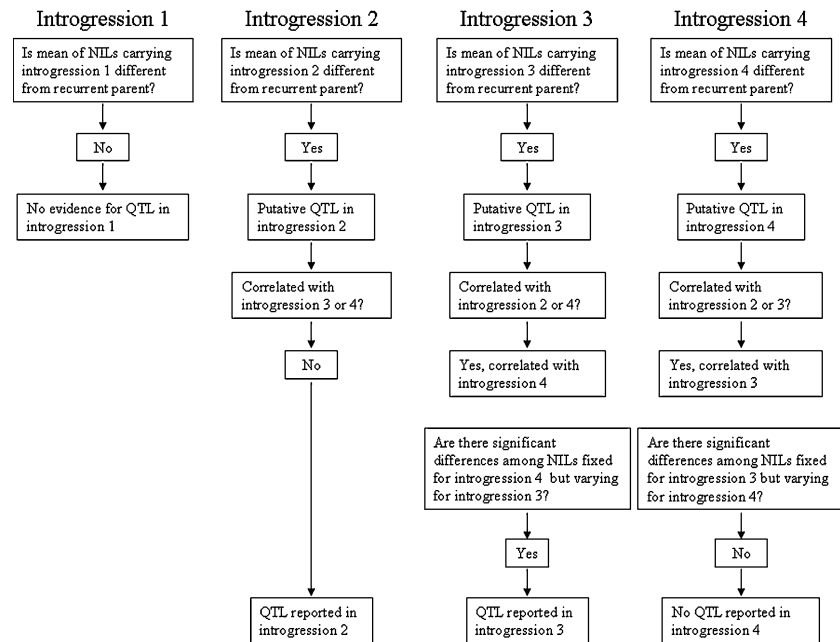 Introgression 1
Is mean of NILs carrying
introgression 1 different
from recurrent parent?
No
No evidence for QTL in
introgression 1
Introgression 2
Is mean of NILs carrying
introgression 2 different
from recurrent parent?
Yes
Putative QTL in
introgression 2
Correlated with
introgression 3 or 4?
No
QTL reported in
introgression 2
Introgression 3
Is mean of NILs carrying
introgression 3 different
from recurrent parent?
Yes
Putative QTL in
introgression 3
Correlated with
introgression 2 or 4?
Yes, correlated with
introgression 4
Are there significant
differences among NILs fixed
for introgression 4 but varying
for introgression 3?
Yes
QTL reported in
introgression 3
Introgression 4
Is mean of NILs carrying
introgression 4 different
from recurrent parent?
Yes
Putative QTL in
introgression 4
Correlated with
introgression 2 or 3?
Yes, correlated with
introgression 3
Are there significant
differences among NILs fixed
for introgression 3 but varying
for introgression 4?
No
No QTL reported in
introgression 4